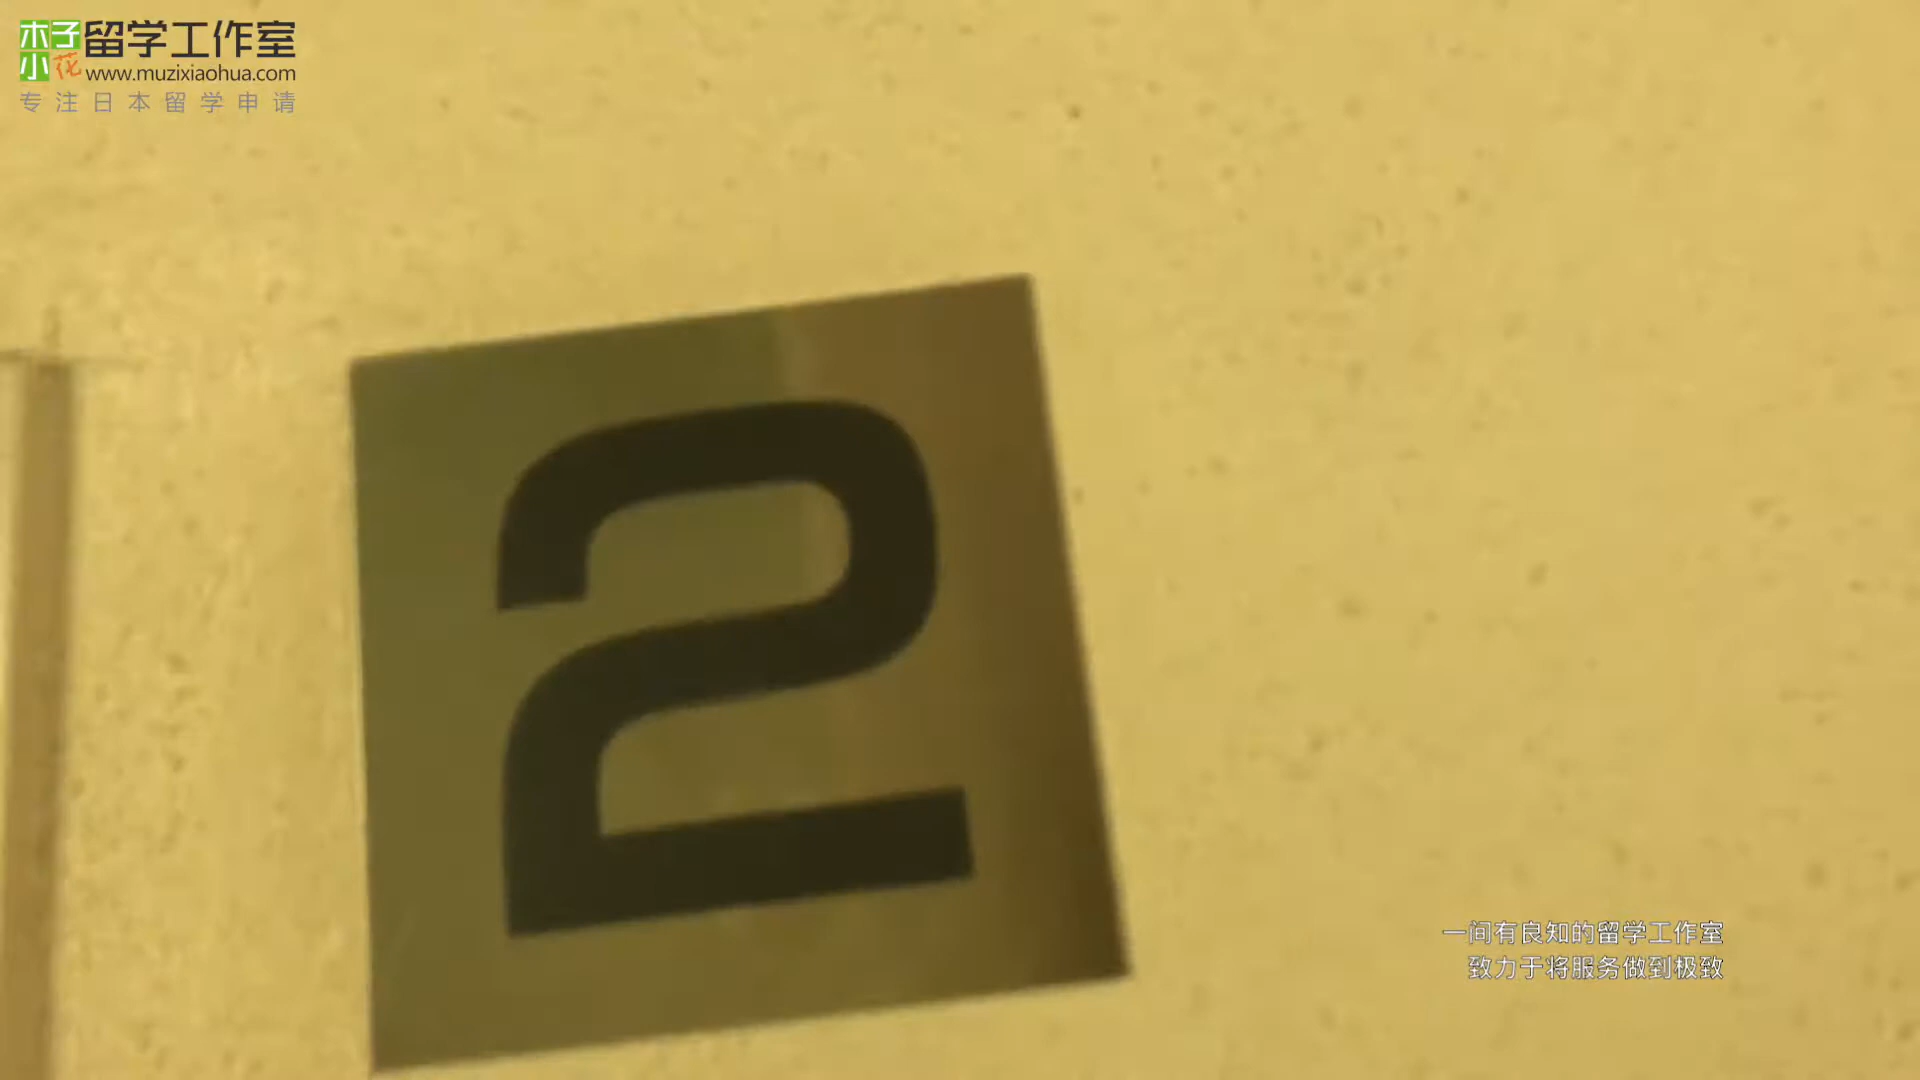 木子小花 留学工作室
www.muzixiaohua.com
专注日本留学申请
2
一间有良知的留学工作室
致力于将服务做到极致